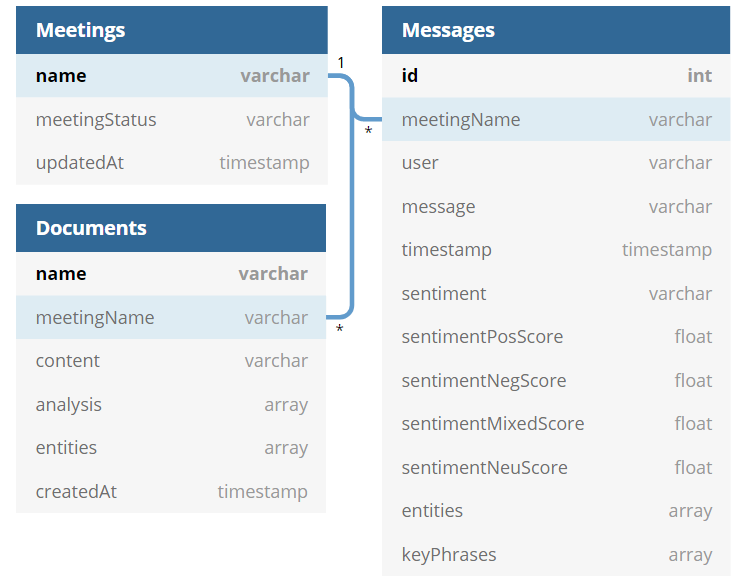 Meetings
name varchar
meetingStatus varchar
updatedAt timestamp
1
*
*
Documents
name varchar
meetingName varchar
content varchar
analysis array
entities array
createdAt timestamp
Messages
id int
meetingName varchar
user varchar
message varchar
timestamp timestamp
sentiment varchar
sentimentPosScore float
sentimentNegScore float
sentimentMixedScore float
sentimentNeuScore float
entities array
keyPhrases array